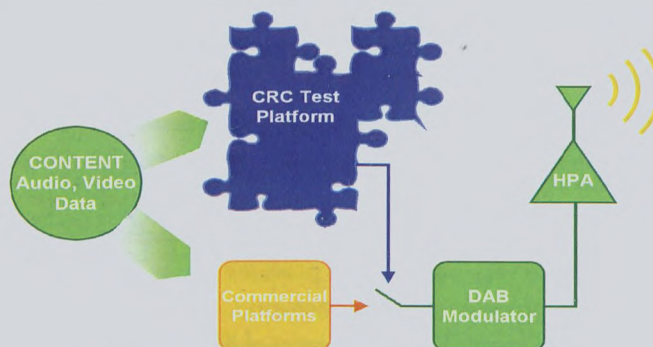 CRC Test
Platform
CONTENT
Audio, Video
Data
HPA
Commercial
Platforms
DAB
Modulator